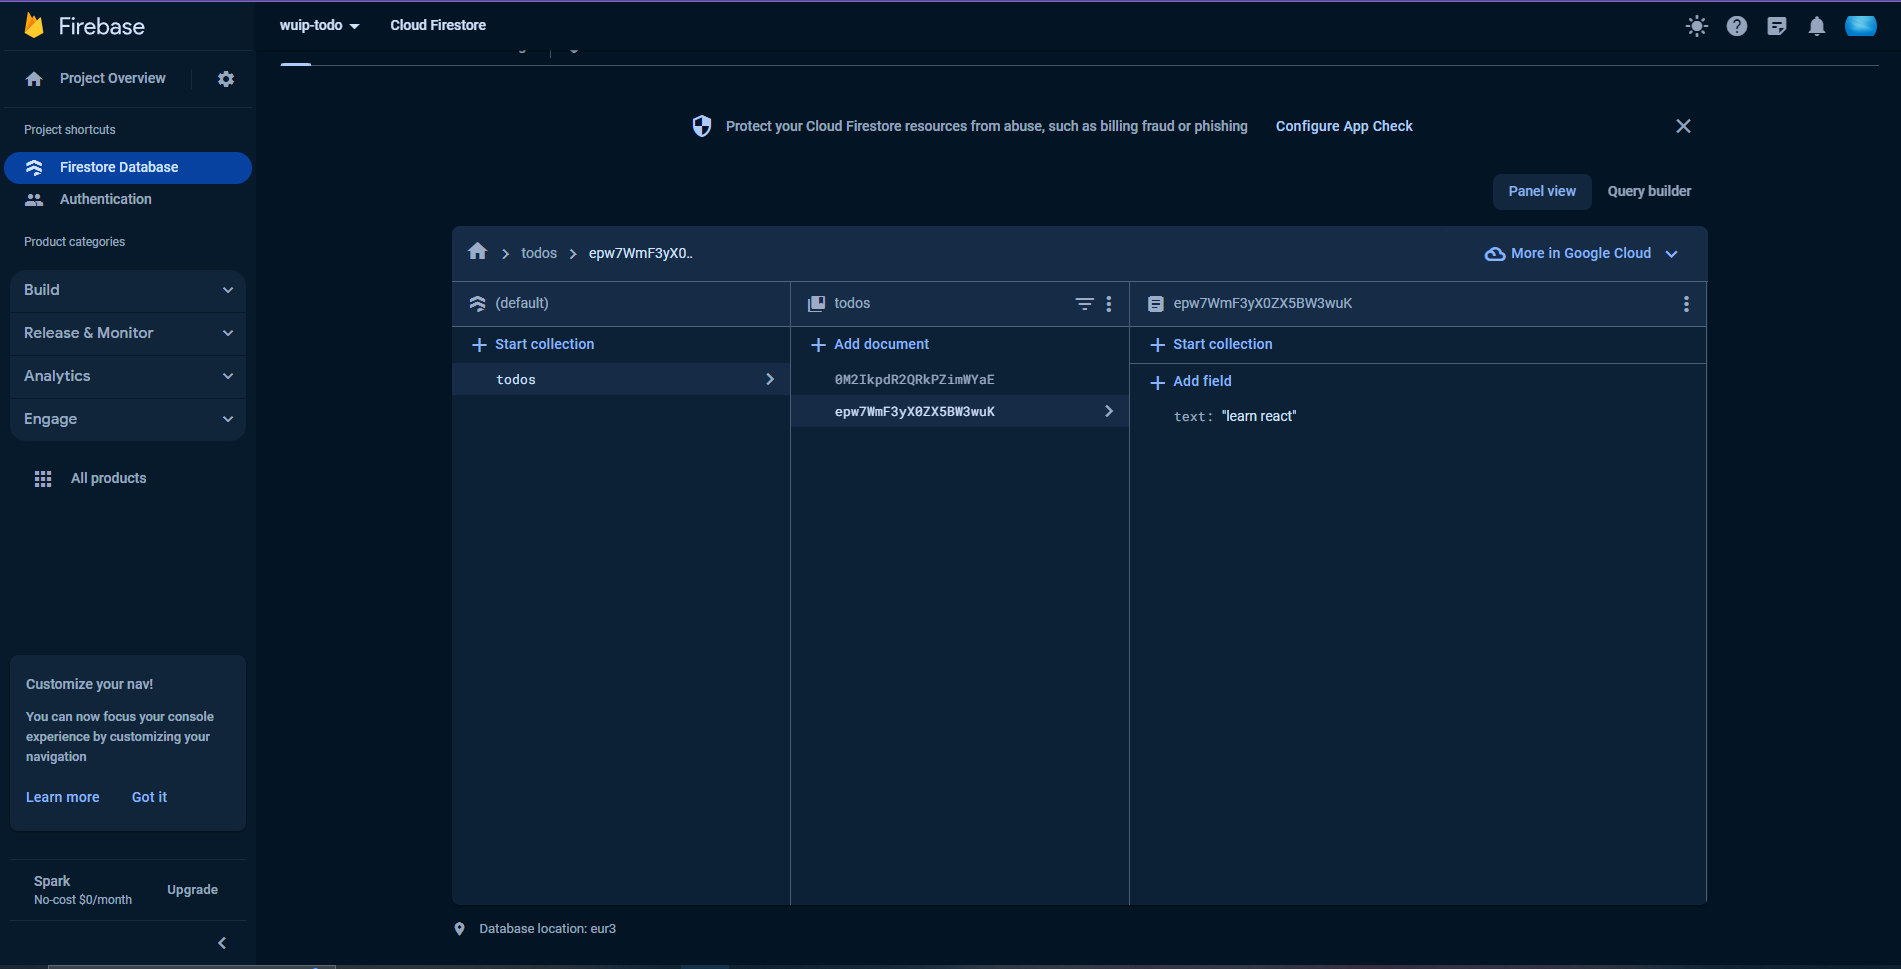 Firebase
wuip-todo
Cloud Firestore
Project Overview
Project shortcuts
Firestore Database
Authentication
Product categories
Build
Release & Monitor
Analytics
Engage
All products
Customize your nav!
You can now focus your console
experience by customizing your
navigation
Learn more Got it
Spark
No-cost $0/month
Upgrade
Protect your Cloud Firestore resources from abuse, such as billing fraud or phishing Configure App Check
Panel view Query builder
todos epw7WmF3yX0..
More in Google Cloud
(default)
Start collection
todos
todos
Add document
0M2IkpdR2QRkPZimWYaE
epw7WmF3yX0ZX5BW3wuK
epw7WmF3yX0ZX5BW3wuK
Start collection
Add field
text: "learn react"
Database location: eur3